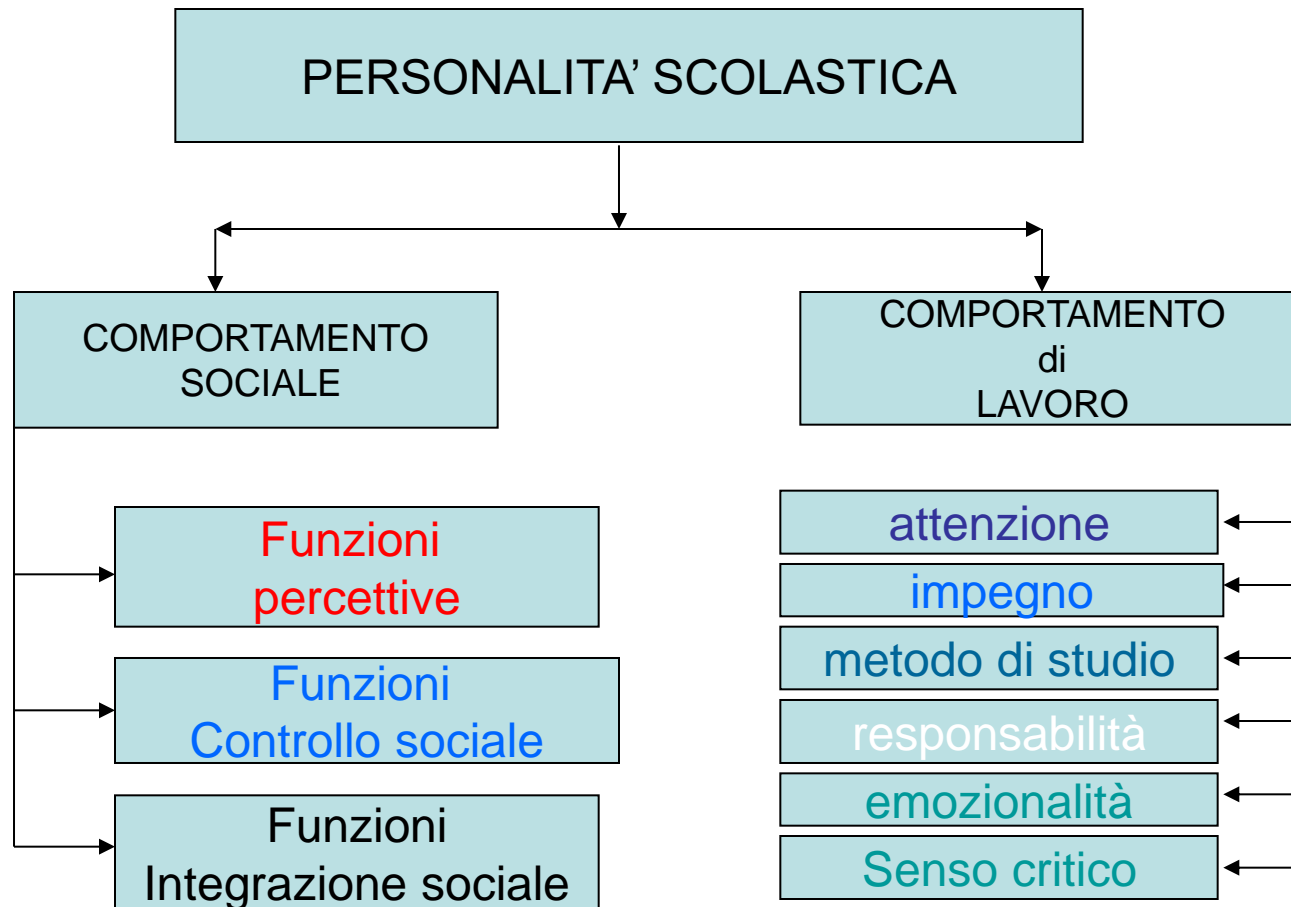 PERSONALITA’ SCOLASTICA
COMPORTAMENTO
SOCIALE
Funzioni
percettive
Funzioni
Controllo sociale
Funzioni
Integrazione sociale
COMPORTAMENTO
di
LAVORO
attenzione
impegno
metodo di studio
responsabilità
emozionalità
Senso critico